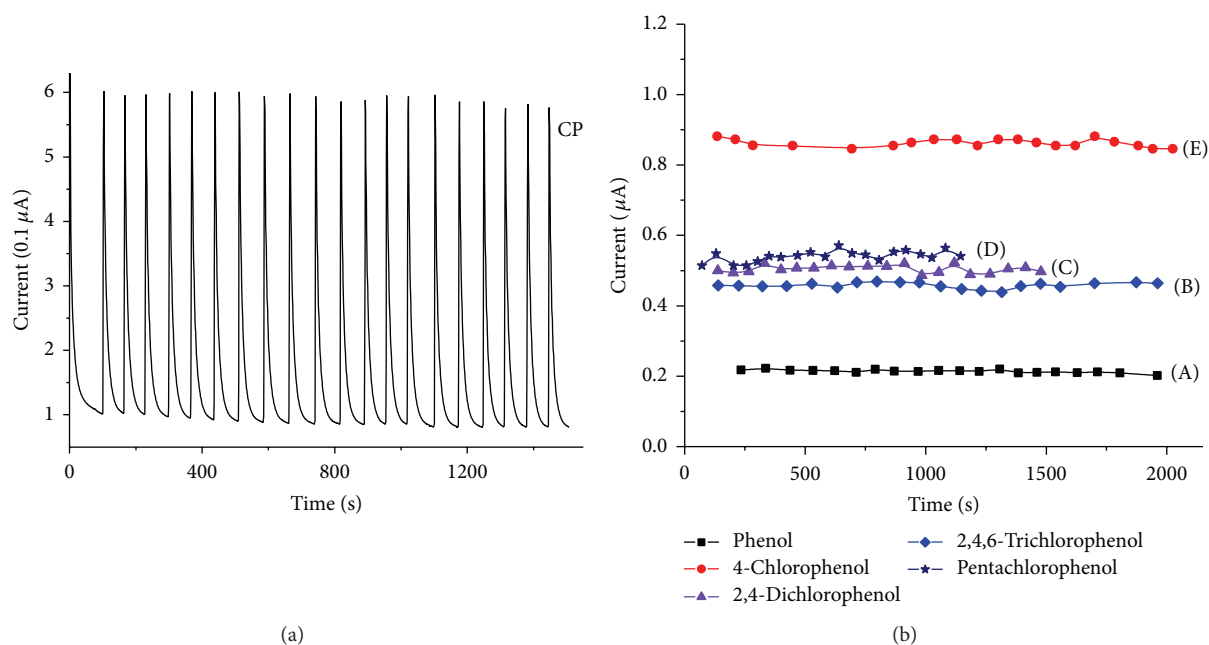 CP
Current (0.1 μA)
6
5
4
3
2
1
0 400 800 1200
Time (s)
(a)
1.2
1.0
0.8
0.6
0.4
0.2
0.0
Current (μA)
(E)
(D)
(C)
(B)
(A)
0 500 1000 1500 2000
Time (s)
Phenol
4-Chlorophenol
2,4-Dichlorophenol
2,4,6-Trichlorophenol
Pentachlorophenol
(b)